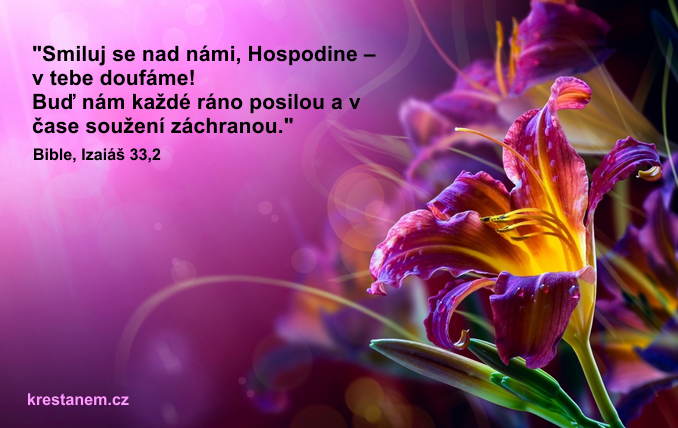 "Smiluj se nad námi, Hospodine –
v tebe doufáme!
Buď nám každé ráno posilou a v
čase soužení záchranou."
Bible, Izaiáš 33,2
krestanem.cz